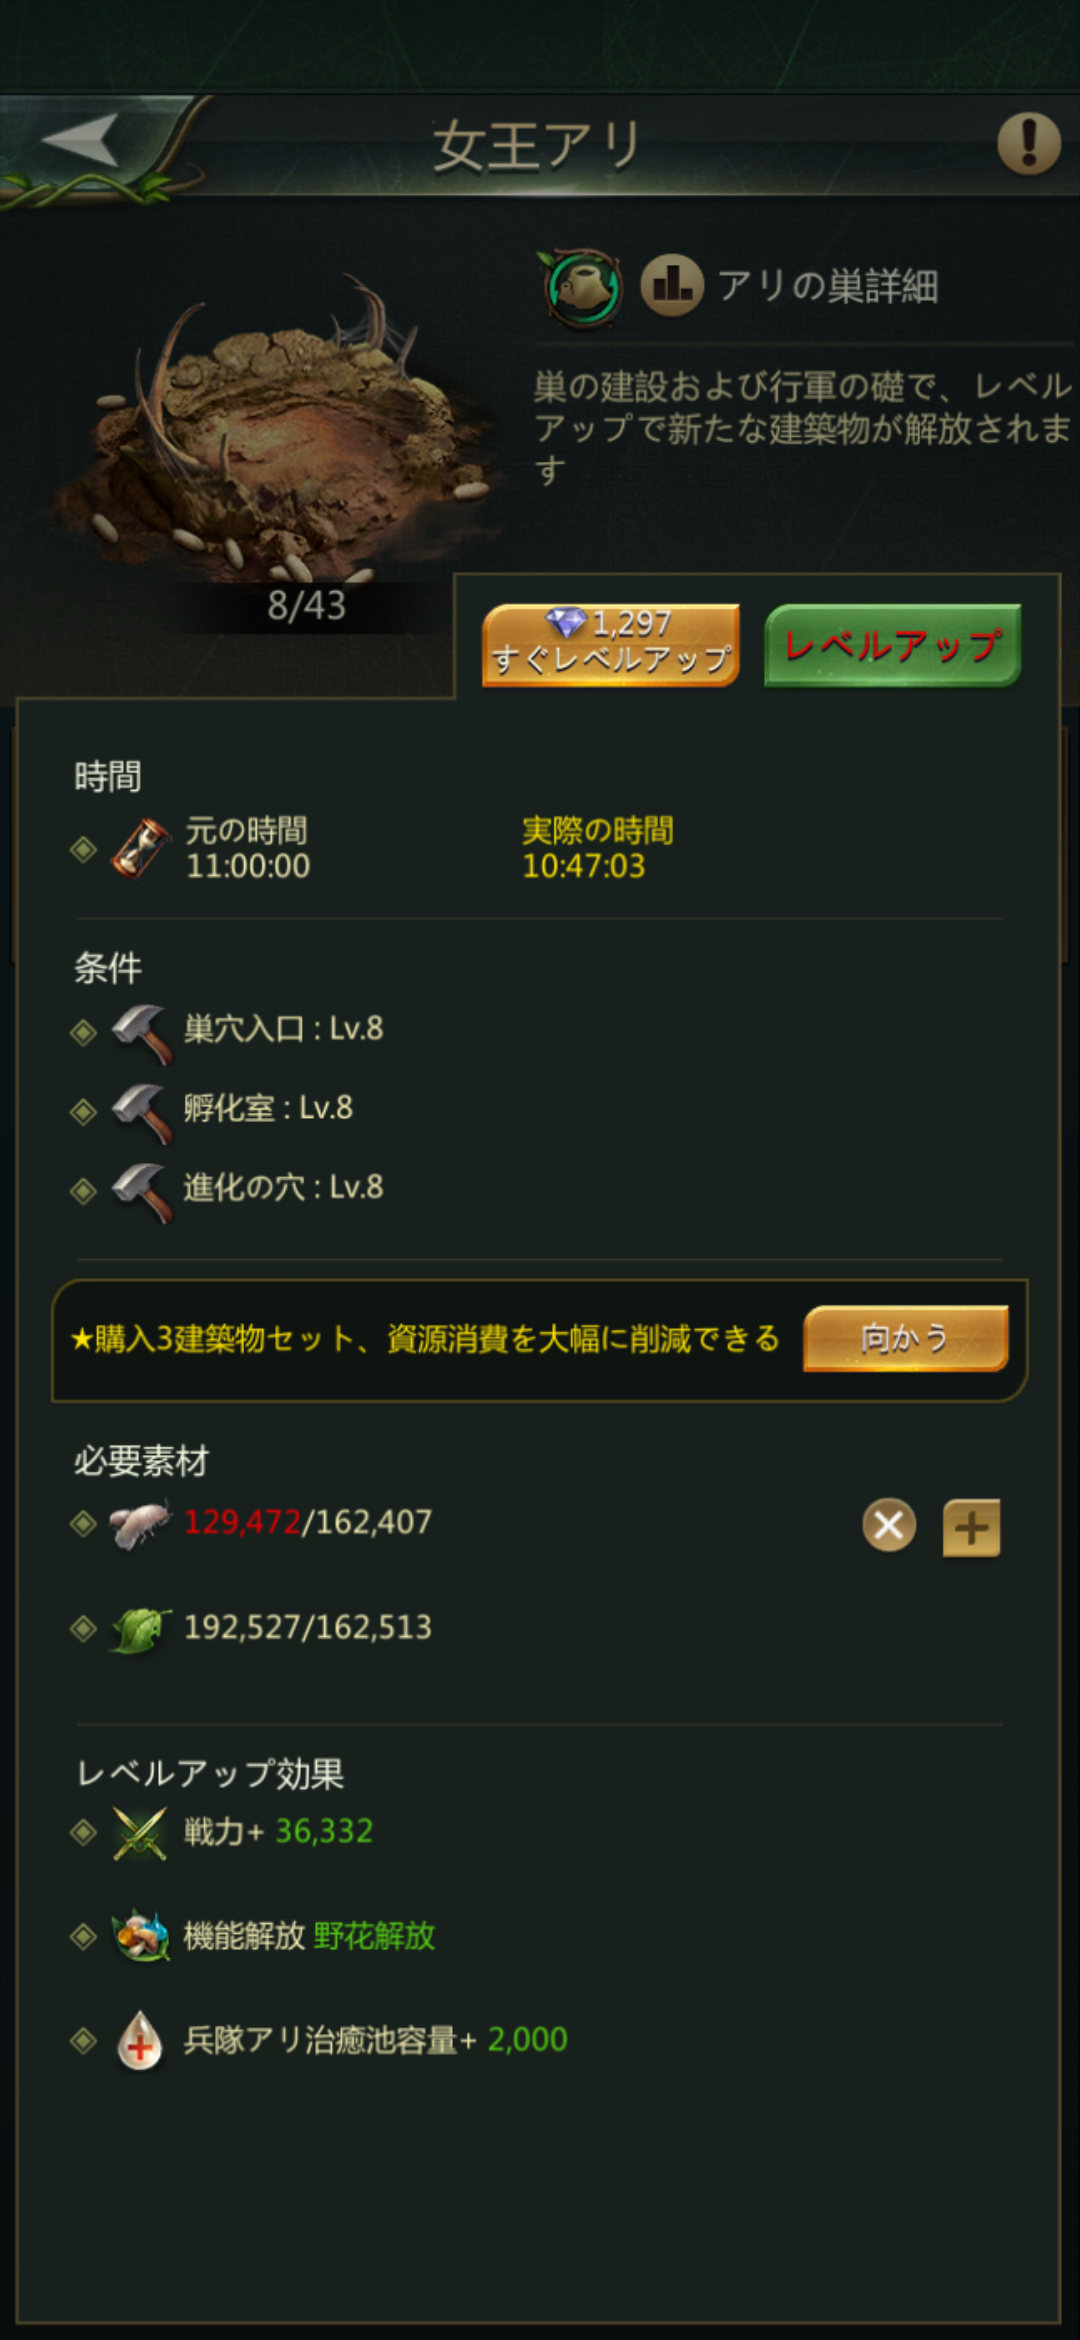 女王アリ
アリの巣詳細
巣の建設および行軍の礎で、レベル
アップで新たな建築物が解放されま
す
8/43
1,297
すぐレベルアップ
レベルアップ
時間
元の時間
11:00:00
実際の時間
10:47:03
条件
巣穴入口 : Lv.8
孵化室 : Lv.8
進化の穴 : Lv.8
★購入3建築物セット、資源消費を大幅に削減できる
向かう
必要素材
129,472/162,407
192,527/162,513
レベルアップ効果
戦力+ 36,332
機能解放 野花解放
兵隊アリ治癒池容量+ 2,000